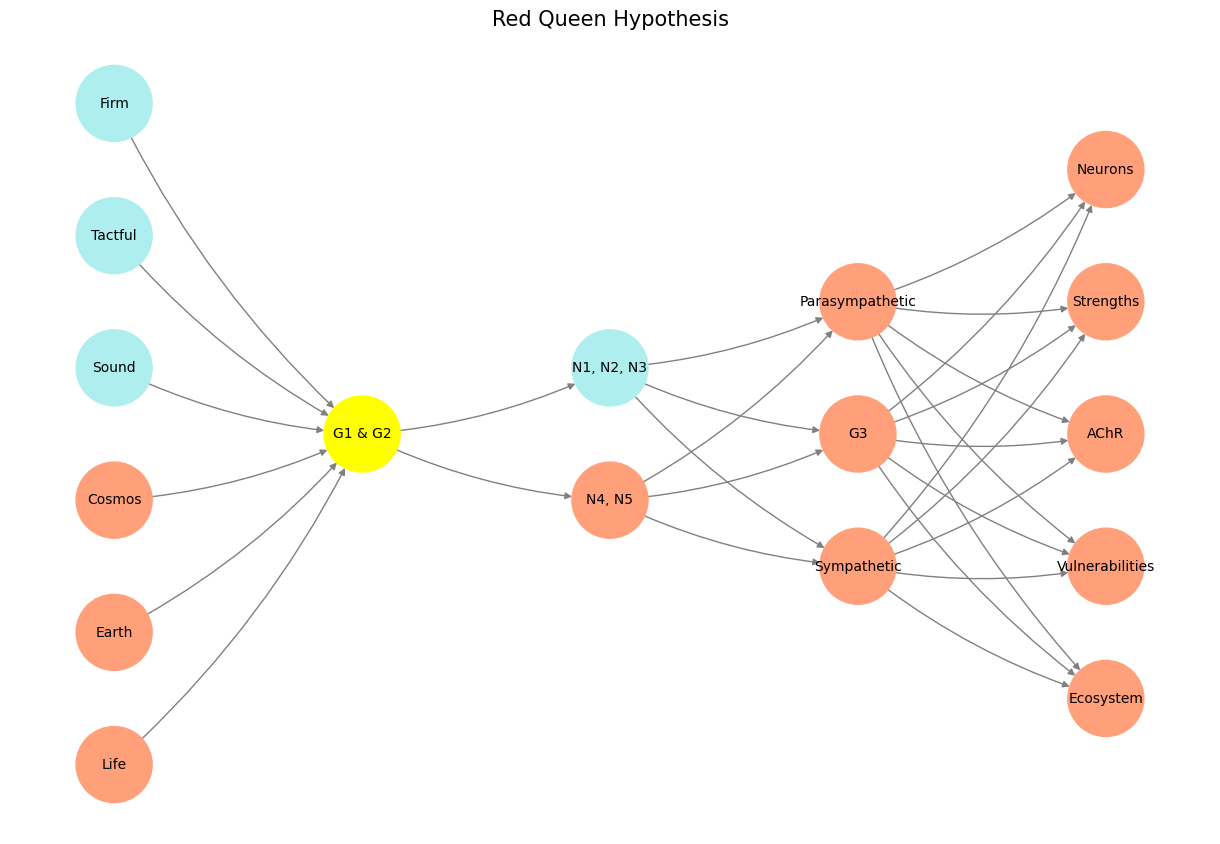 Red Queen Hypothesis
Firm
Tactful
Sound
Cosmos
Earth
Life
G1 & G2
N1, N2, N3
N4, N5
Parasympathetic
G3
Sympathetic
Neurons
Strengths
AChR
Vulnerabilities
Ecosystem